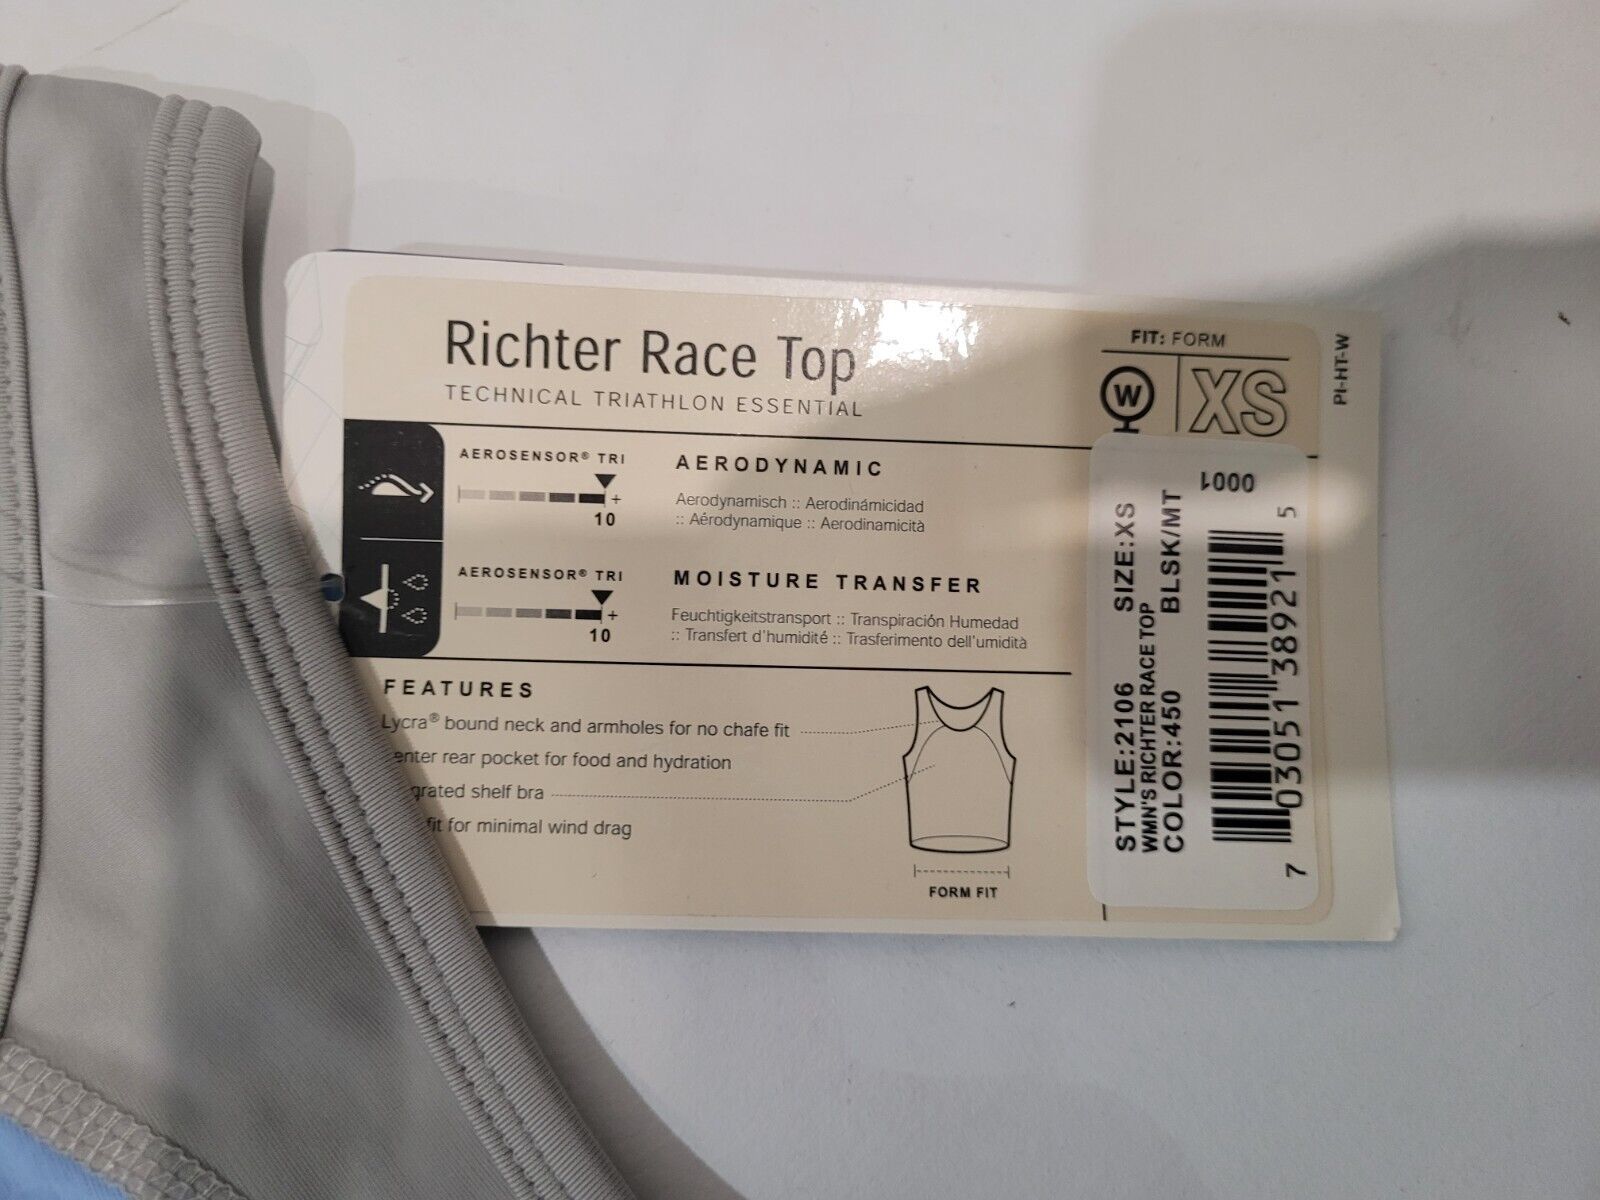 Richter Race Top
TECHNICAL TRIATHLON ESSENTIAL
FIT: FORM
W
XS
PI-HT-W
AEROSENSOR® TRI
+
10
AERODYNAMIC
Aerodynamisch :: Aerodinámicidad
:: Aérodynamique :: Aerodinamicità
AEROSENSOR® TRI
+
10
MOISTURE TRANSFER
Feuchtigkeitstransport :: Transpiración Humedad
:: Transfert d'humidité :: Trasferimento dell'umidità
FEATURES
Lycra® bound neck and armholes for no chafe fit
enter rear pocket for food and hydration
grated shelf bra
fit for minimal wind drag
FORM FIT
STYLE:2106 SIZE:XS
WMN'S RICHTER RACE TOP
COLOR:450 BLSK/MT
0001
7 03051 38921 5